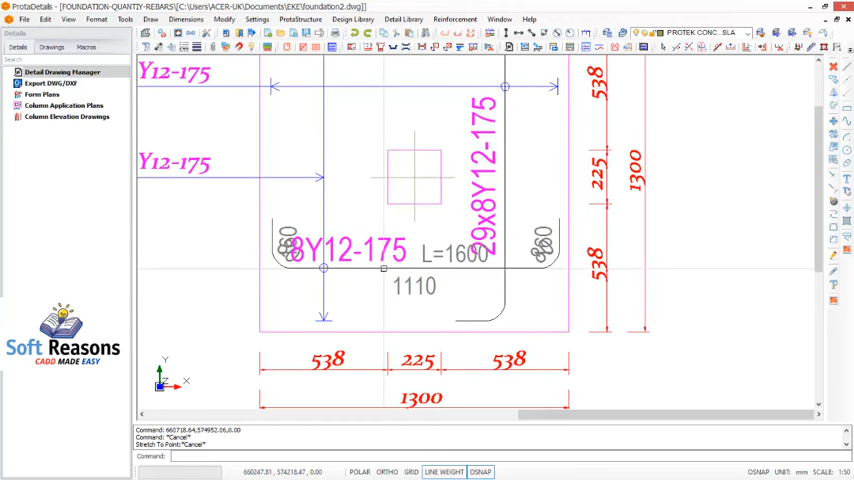 ProtaDetails - [FOUNDATION-QUANTIY-REBARS/[C:\Users\ACER-UK\Documents\EKE\foundation2.dwg]]
File Edit View Format Tools Draw Dimensions Modify Settings ProtaStructure Design Library Detail Library Reinforcement Window Help
PROTEK CONC... SLA
Details
Details Drawings Macros
Search
Detail Drawing Manager
Export DWG/DXF
Form Plans
Column Application Plans
Column Elevation Drawings
Y12-175
Y12-175
29x8Y12-175
8Y12-175
L=1600
1110
538
225
538
1300
538 225 538
1300
Soft Reasons
CADD MADE EASY
Y
X
Z
Command: 660718.64,574952.06,0.00
Command: *Cancel*
Stretch To Point:*Cancel*
Command:
660247.81, 574218.47, 0.00 POLAR ORTHO GRID LINE WEIGHT OSNAP OSNAP UNIT: mm SCALE: 1:50